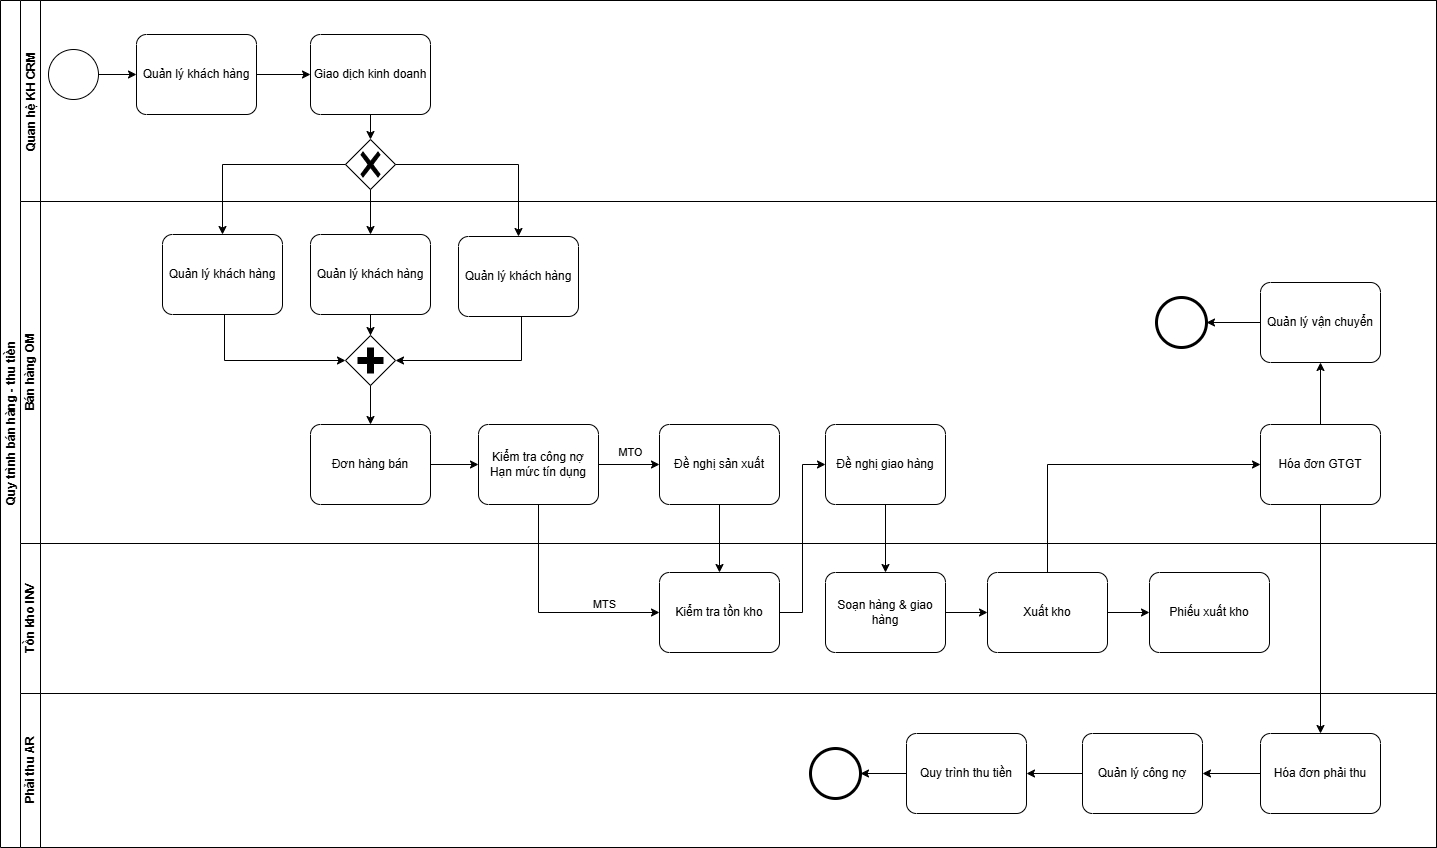 Quy trình bán hàng - thu tiền
Quan hệ KH CRM
Quản lý khách hàng
Giao dịch kinh doanh
Bán hàng OM
Quản lý khách hàng
Quản lý khách hàng
Quản lý khách hàng
Quản lý vận chuyển
Đơn hàng bán
Kiểm tra công nợ
Hạn mức tín dụng
MTO
Đề nghị sản xuất
Đề nghị giao hàng
Hóa đơn GTGT
Tồn kho INV
MTS
Kiểm tra tồn kho
Soạn hàng & giao
hàng
Xuất kho
Phiếu xuất kho
Phải thu AR
Quy trình thu tiền
Quản lý công nợ
Hóa đơn phải thu